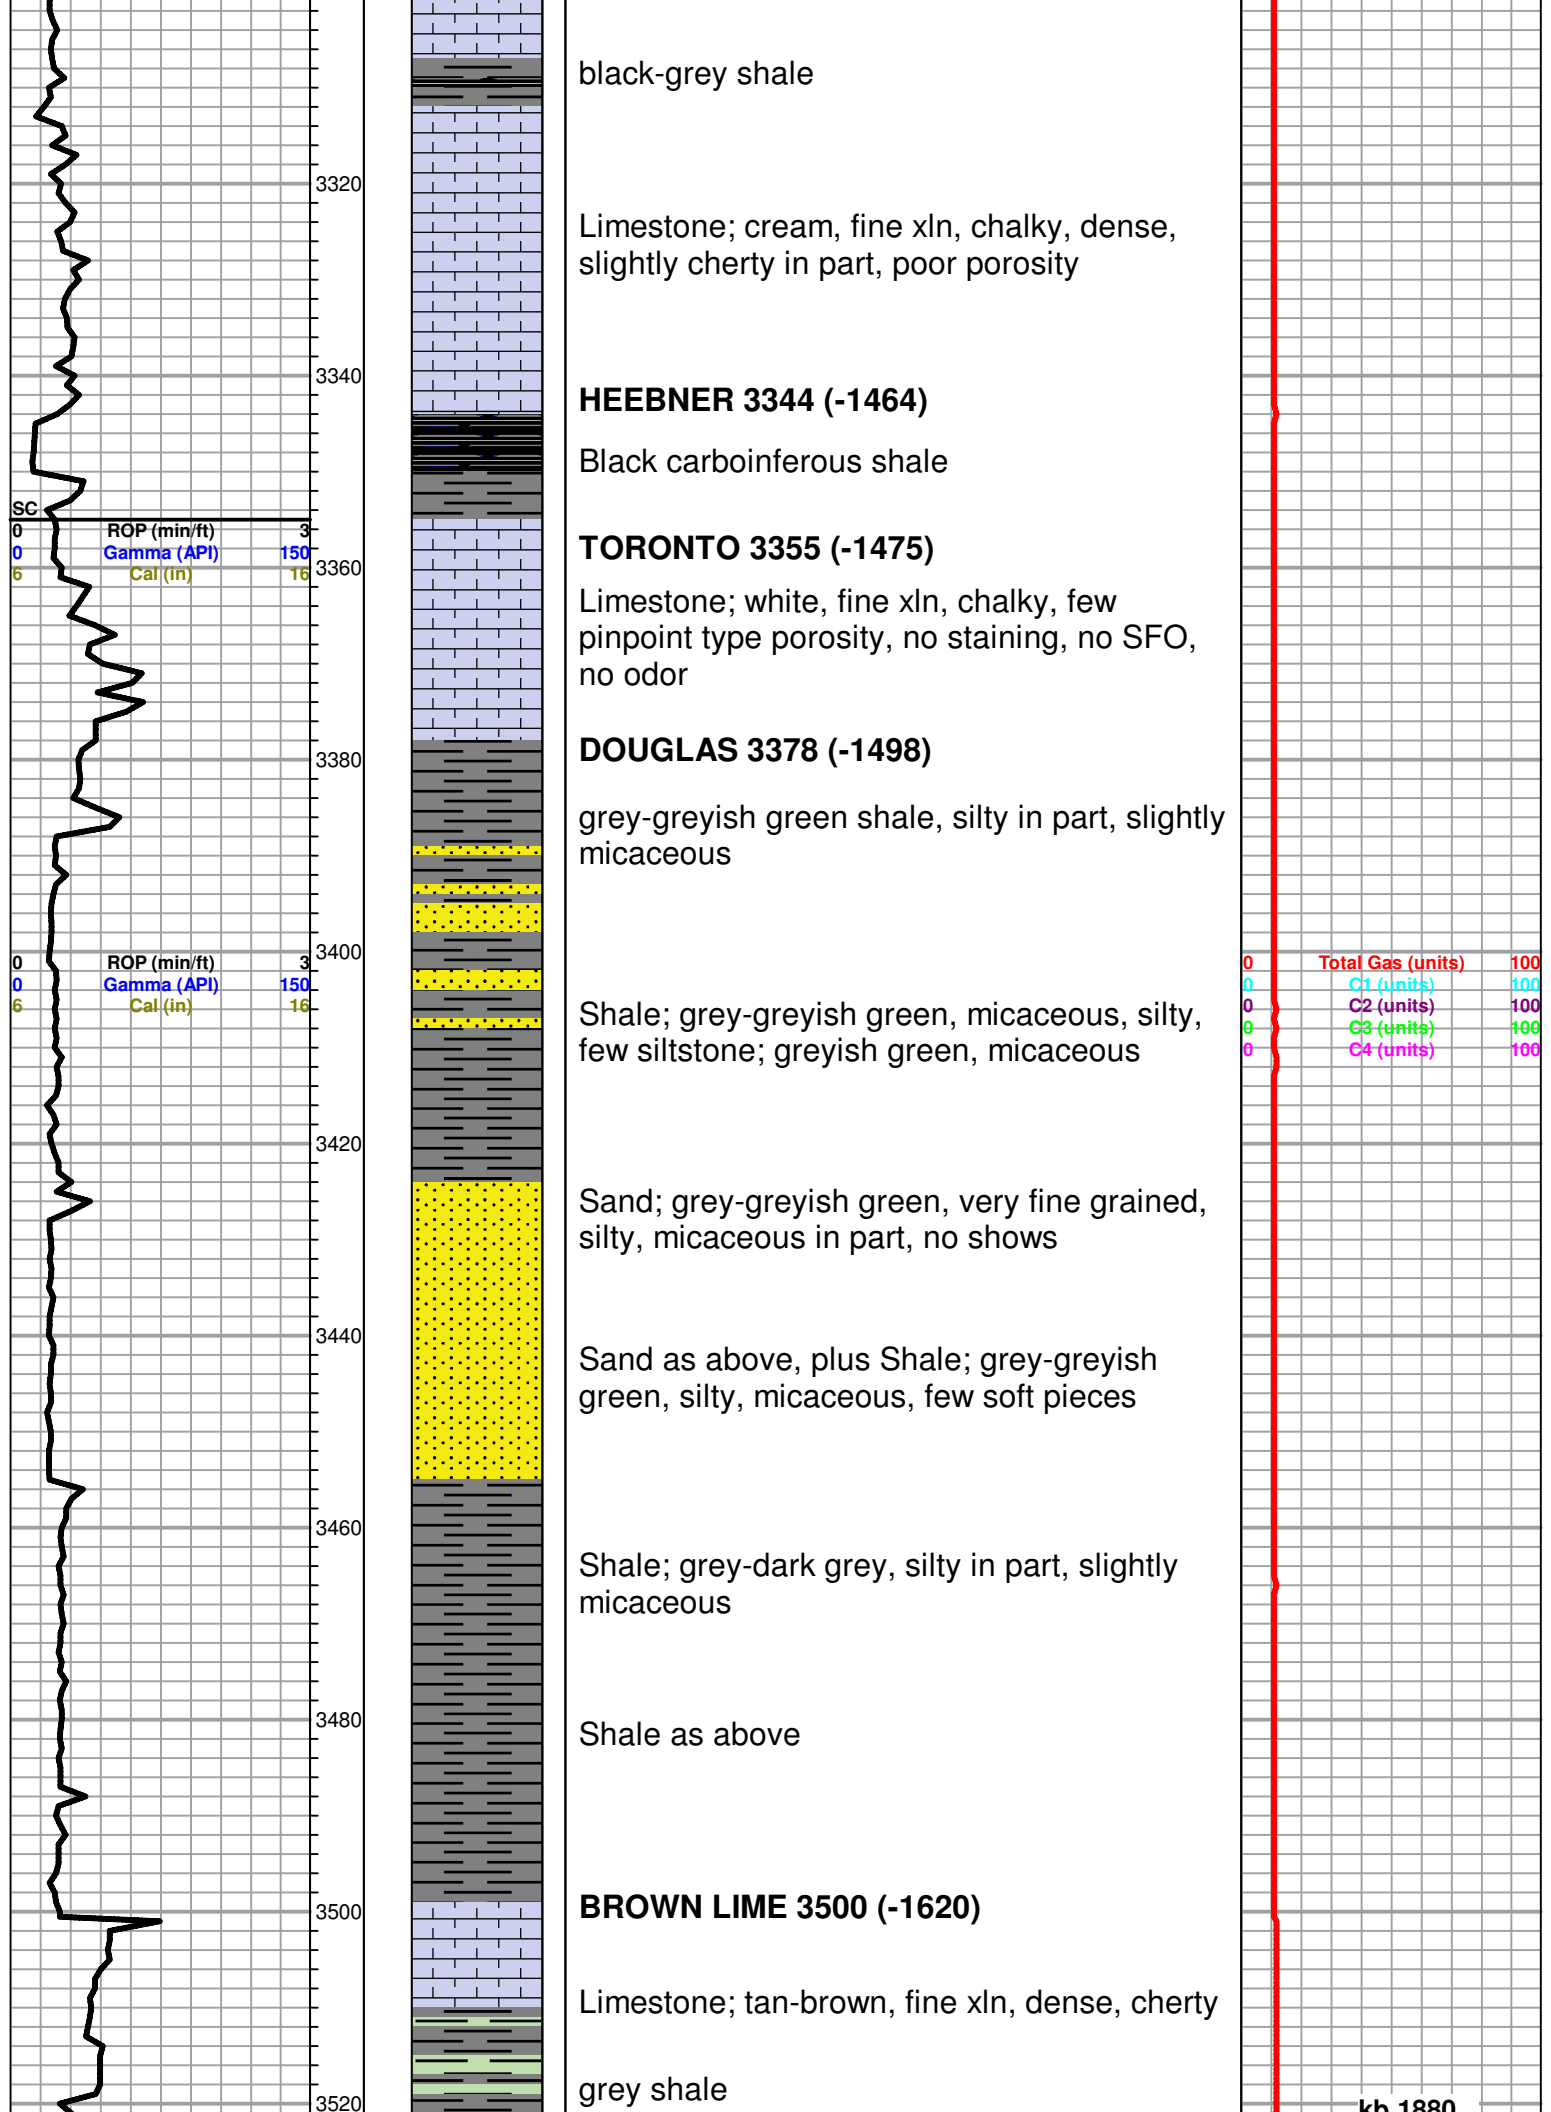 black-grey shale
3320
Limestone; cream, fine xln, chalky, dense,
slightly cherty in part, poor porosity
3340
HEEBNER 3344 (-1464)
Black carboinferous shale
SC
0 ROP (min/ft) 3
0 Gamma (API) 150
6 Cal (in) 16
TORONTO 3355 (-1475)
3360
Limestone; white, fine xln, chalky, few
pinpoint type porosity, no staining, no SFO,
no odor
DOUGLAS 3378 (-1498)
3380
grey-greyish green shale, silty in part, slightly
micaceous
3400
0 ROP (min/ft) 3
0 Gamma (API) 150
6 Cal (in) 16
0 Total Gas (units) 100
0 C1 (units) 100
0 C2 (units) 100
0 C3 (units) 100
0 C4 (units) 100
Shale; grey-greyish green, micaceous, silty,
few siltstone; greyish green, micaceous
3420
Sand; grey-greyish green, very fine grained,
silty, micaceous in part, no shows
3440
Sand as above, plus Shale; grey-greyish
green, silty, micaceous, few soft pieces
3460
Shale; grey-dark grey, silty in part, slightly
micaceous
3480
Shale as above
3500
BROWN LIME 3500 (-1620)
Limestone; tan-brown, fine xln, dense, cherty
grey shale
3520
kb 1880